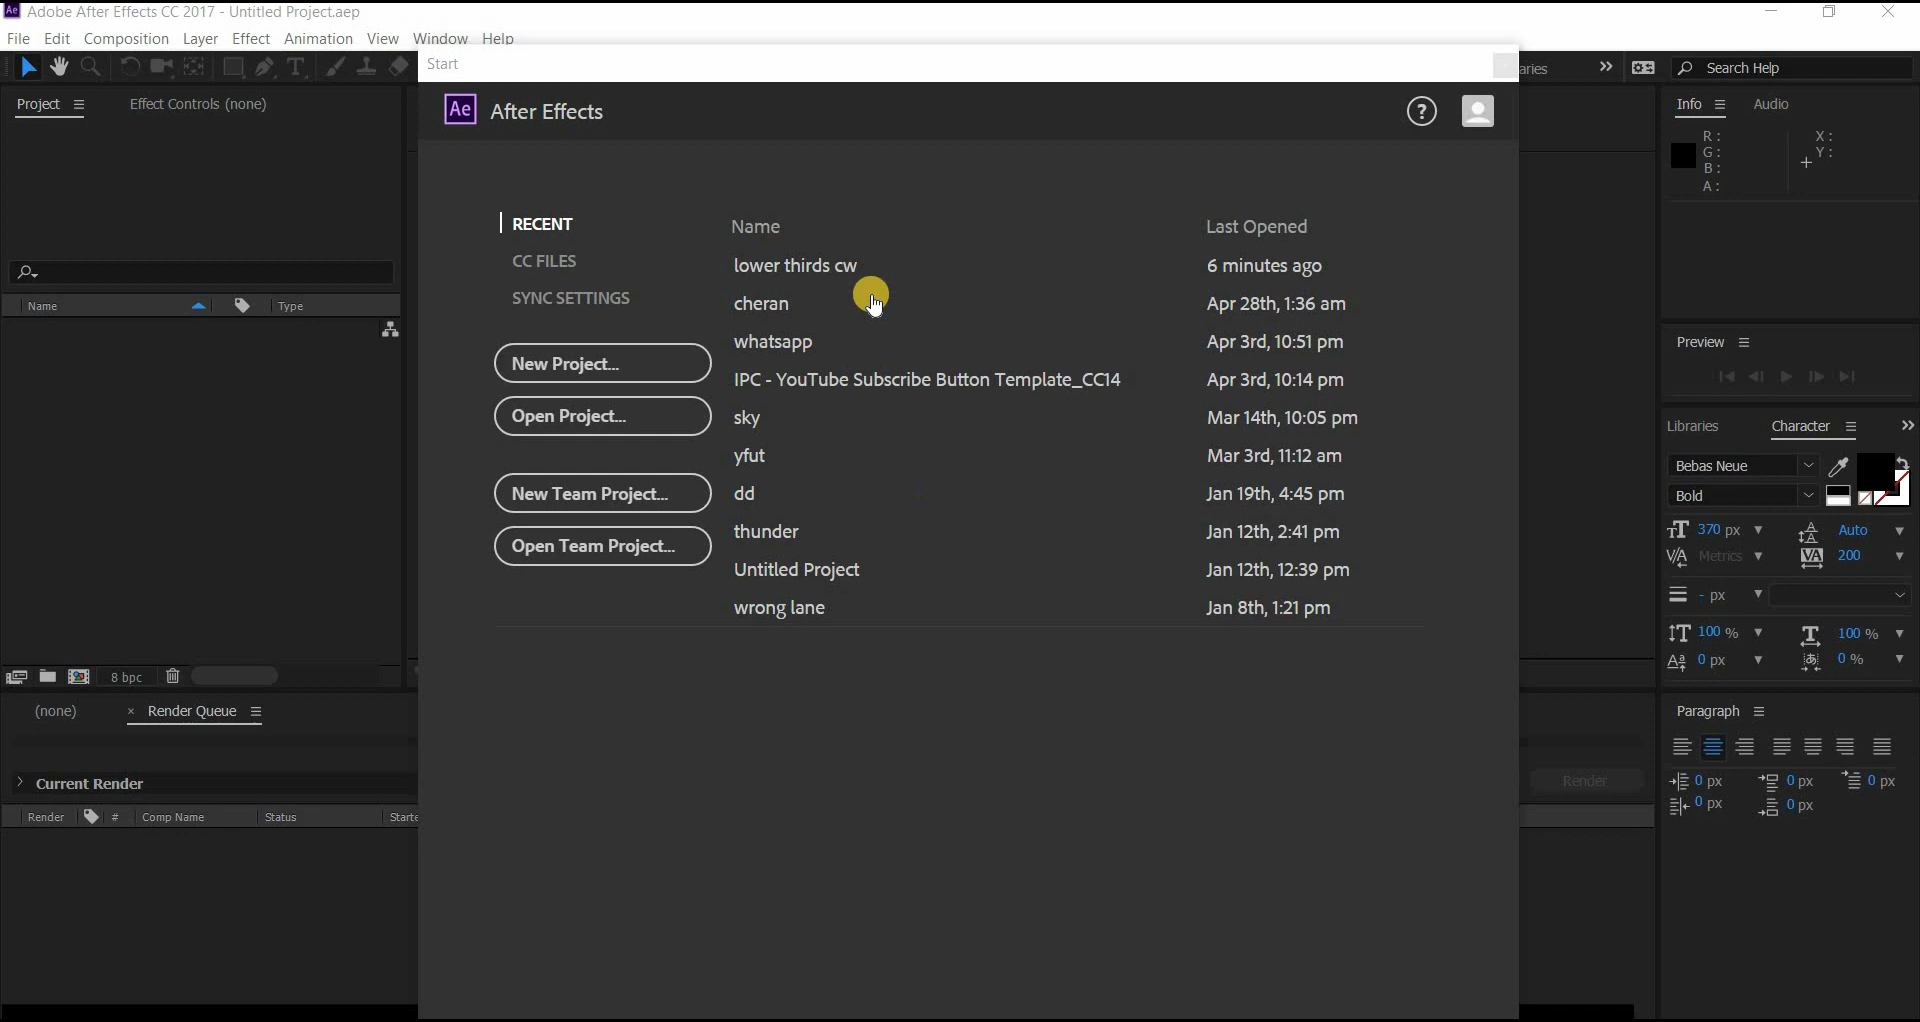 Ae Adobe After Effects CC 2017 - Untitled Project.aep
File Edit Composition Layer Effect Animation View Window Help
Start
aries
Search Help
Project
Effect Controls (none)
Ae After Effects
?
Info
Audio
R :
G :
B :
A :
X :
Y :
RECENT
CC FILES
SYNC SETTINGS
New Project...
Open Project...
New Team Project...
Open Team Project...
Name Last Opened
lower thirds cw 6 minutes ago
cheran Apr 28th, 1:36 am
whatsapp Apr 3rd, 10:51 pm
IPC - YouTube Subscribe Button Template_CC14 Apr 3rd, 10:14 pm
sky Mar 14th, 10:05 pm
yfut Mar 3rd, 11:12 am
dd Jan 19th, 4:45 pm
thunder Jan 12th, 2:41 pm
Untitled Project Jan 12th, 12:39 pm
wrong lane Jan 8th, 1:21 pm
Name Type
8 bpc
Preview
Libraries Character
Bebas Neue
Bold
370 px Auto
Metrics 200
- px
100 % 100 %
0 px 0 %
(none) × Render Queue
Current Render
Render # Comp Name Status Starte
Render
Paragraph
0 px 0 px 0 px
0 px 0 px